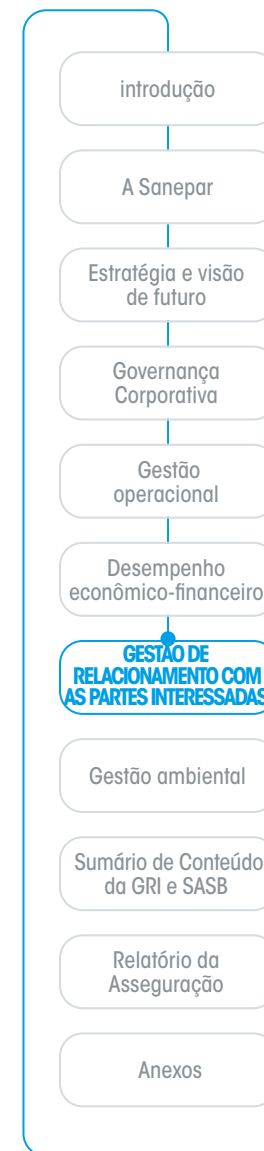 introdução
A Sanepar
Estratégia e visão
de futuro
Governança
Corporativa
Gestão
operacional
Desempenho
econômico-financeiro
GESTÃO DE
RELACIONAMENTO COM
AS PARTES INTERESSADAS
Gestão ambiental
Sumário de Conteúdo
da GRI e SASB
Relatório da
Asseguração
Anexos